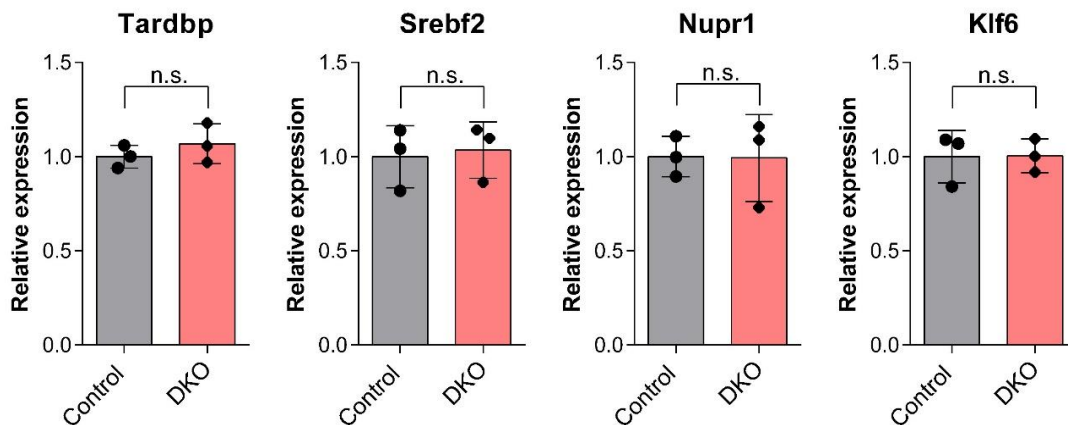 Tardbp
Relative expression
1.5
1.0
0.5
0.0
n.s.
Control
DKO
Srebf2
Relative expression
1.5
1.0
0.5
0.0
n.s.
Control
DKO
Nupr1
Relative expression
1.5
1.0
0.5
0.0
n.s.
Control
DKO
Klf6
Relative expression
1.5
1.0
0.5
0.0
n.s.
Control
DKO